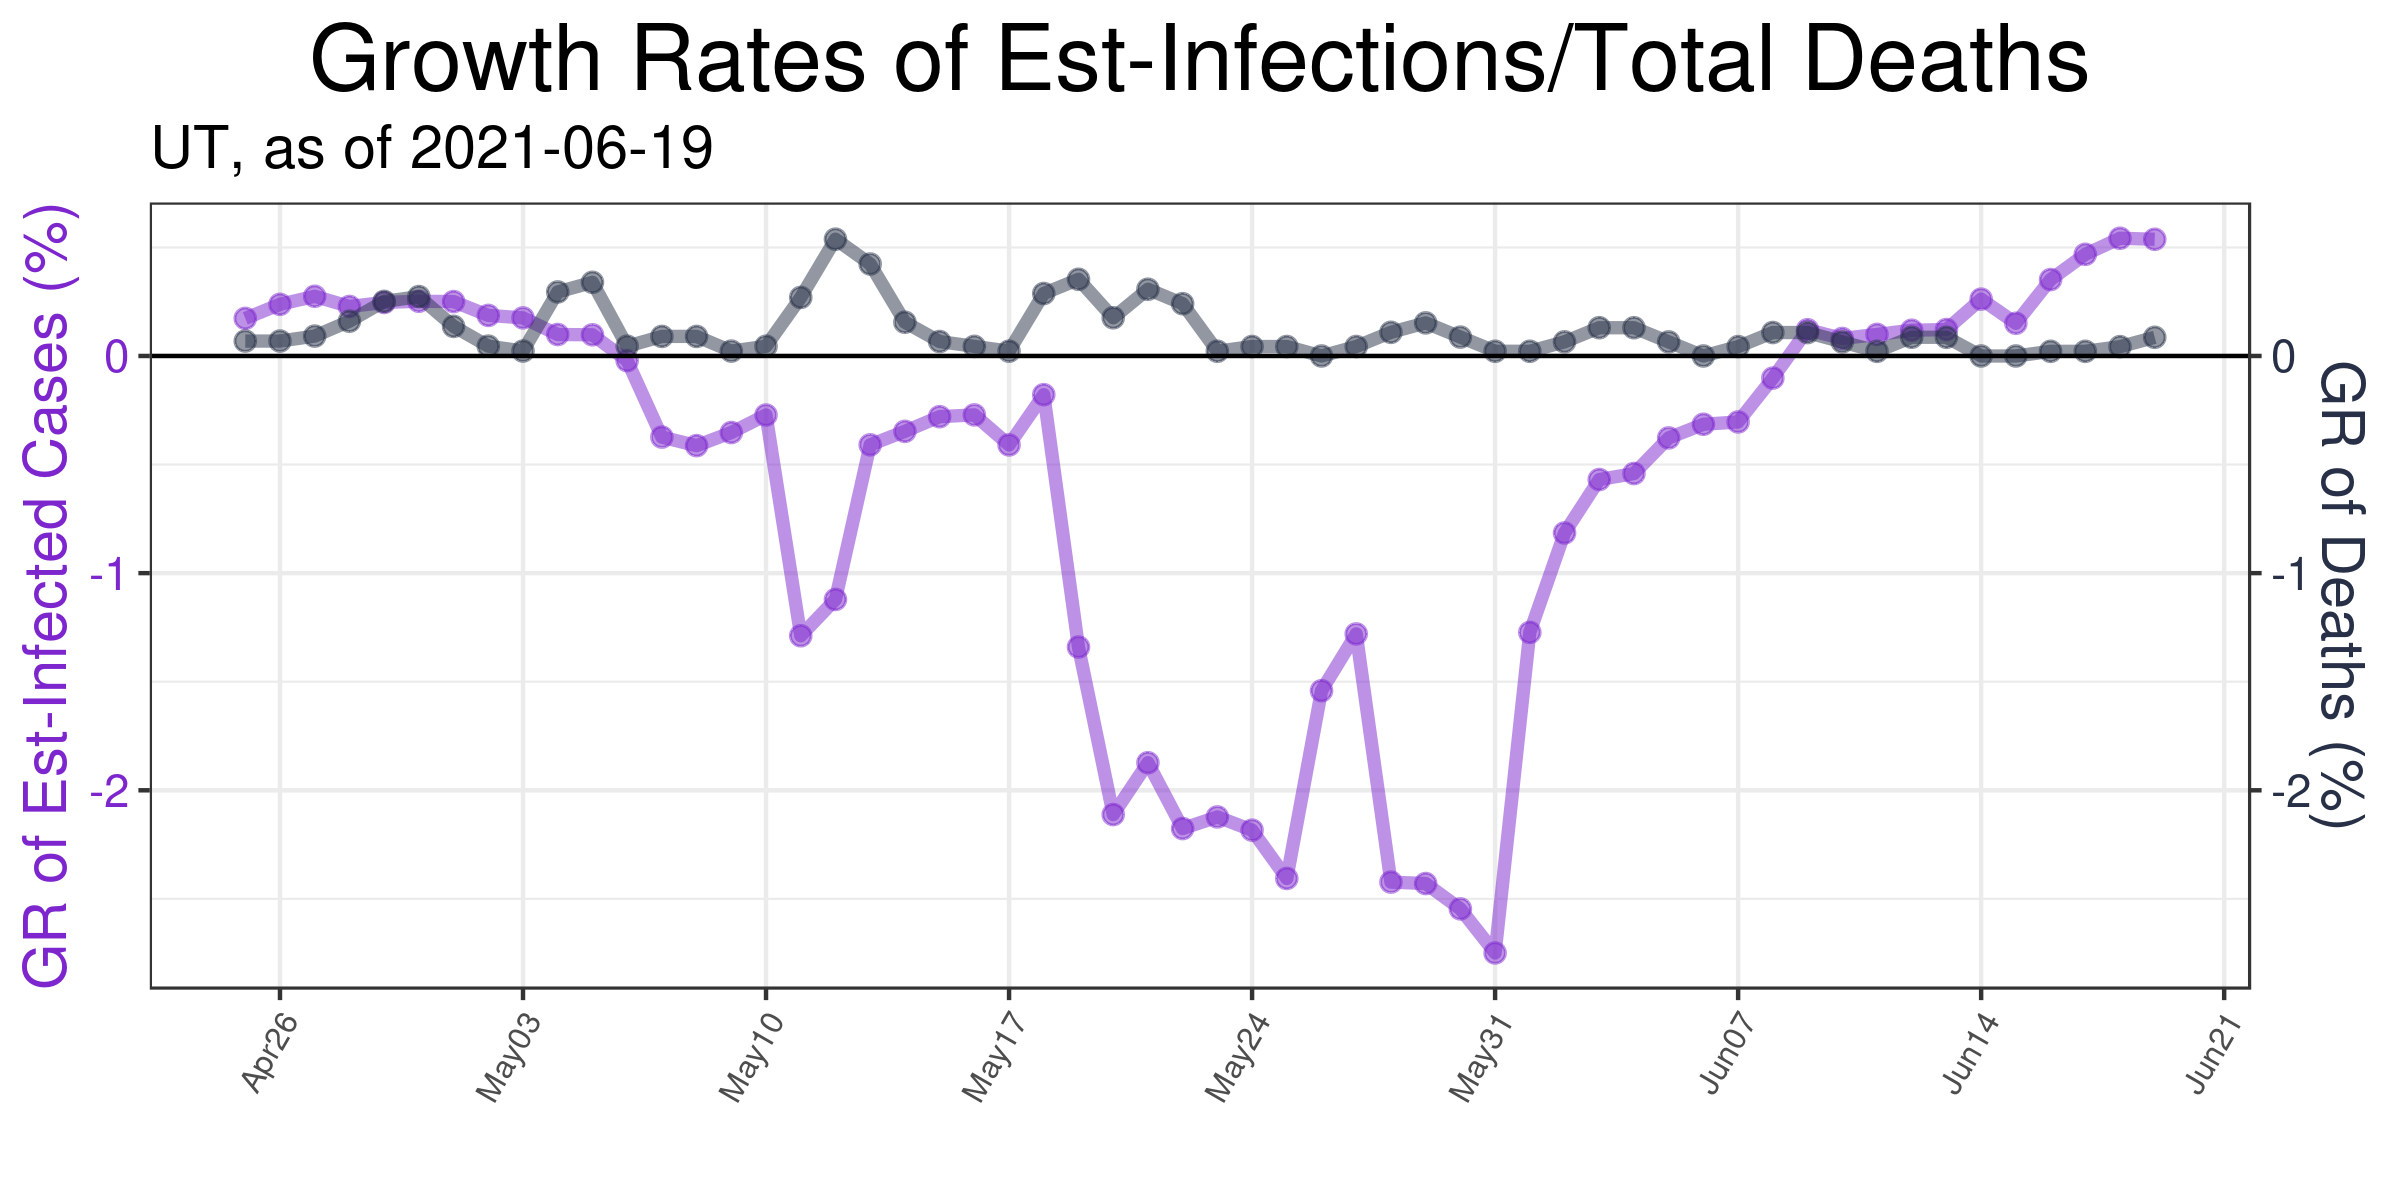 Growth Rates of Est-Infections/Total Deaths
UT, as of 2021-06-19
GR of Est-Infected Cases (%)
0
-1
-2
0
-1
-2
GR of Deaths (%)
Apr26
May03
May10
May17
May24
May31
Jun07
Jun14
Jun21